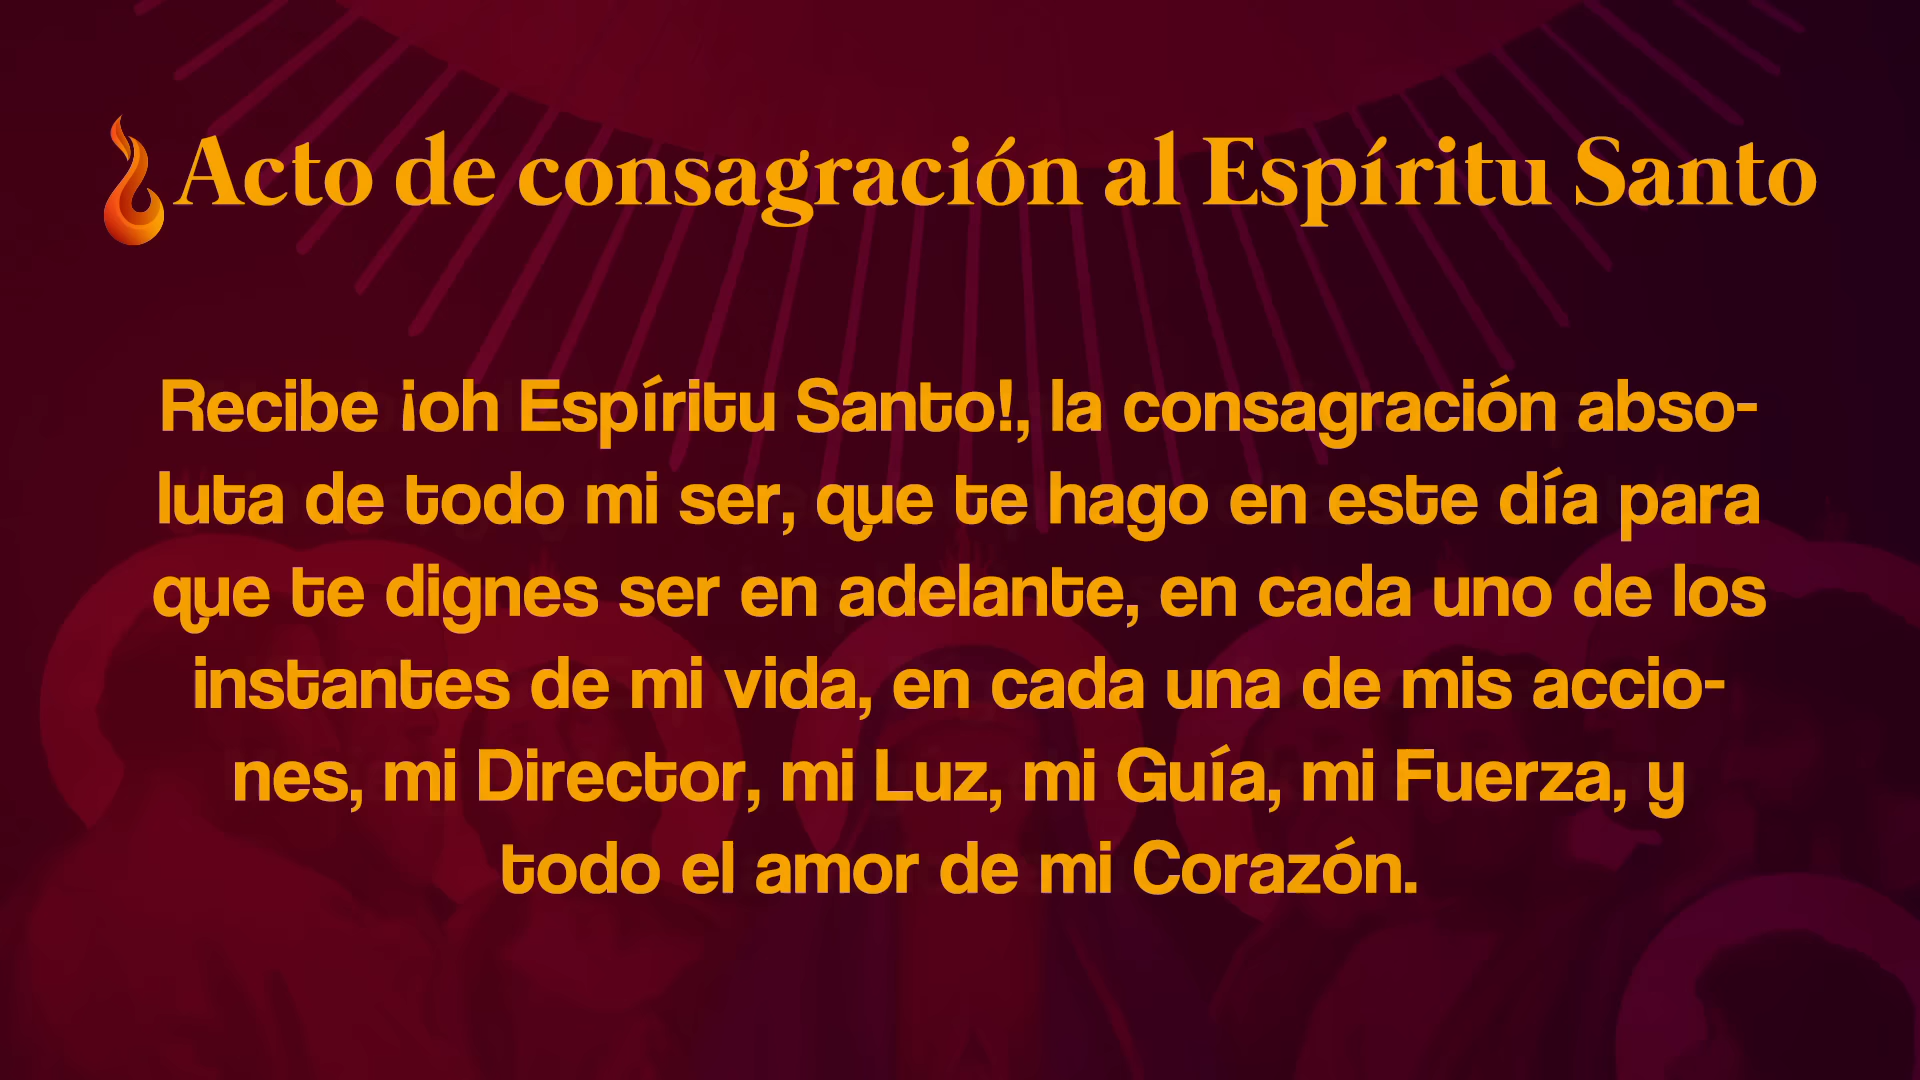 Acto de consagración al Espíritu Santo
Recibe ¡oh Espíritu Santo!, la consagración abso-
luta de todo mi ser, que te hago en este día para
que te dignes ser en adelante, en cada uno de los
instantes de mi vida, en cada una de mis accio-
nes, mi Director, mi Luz, mi Guía, mi Fuerza, y
todo el amor de mi Corazón.